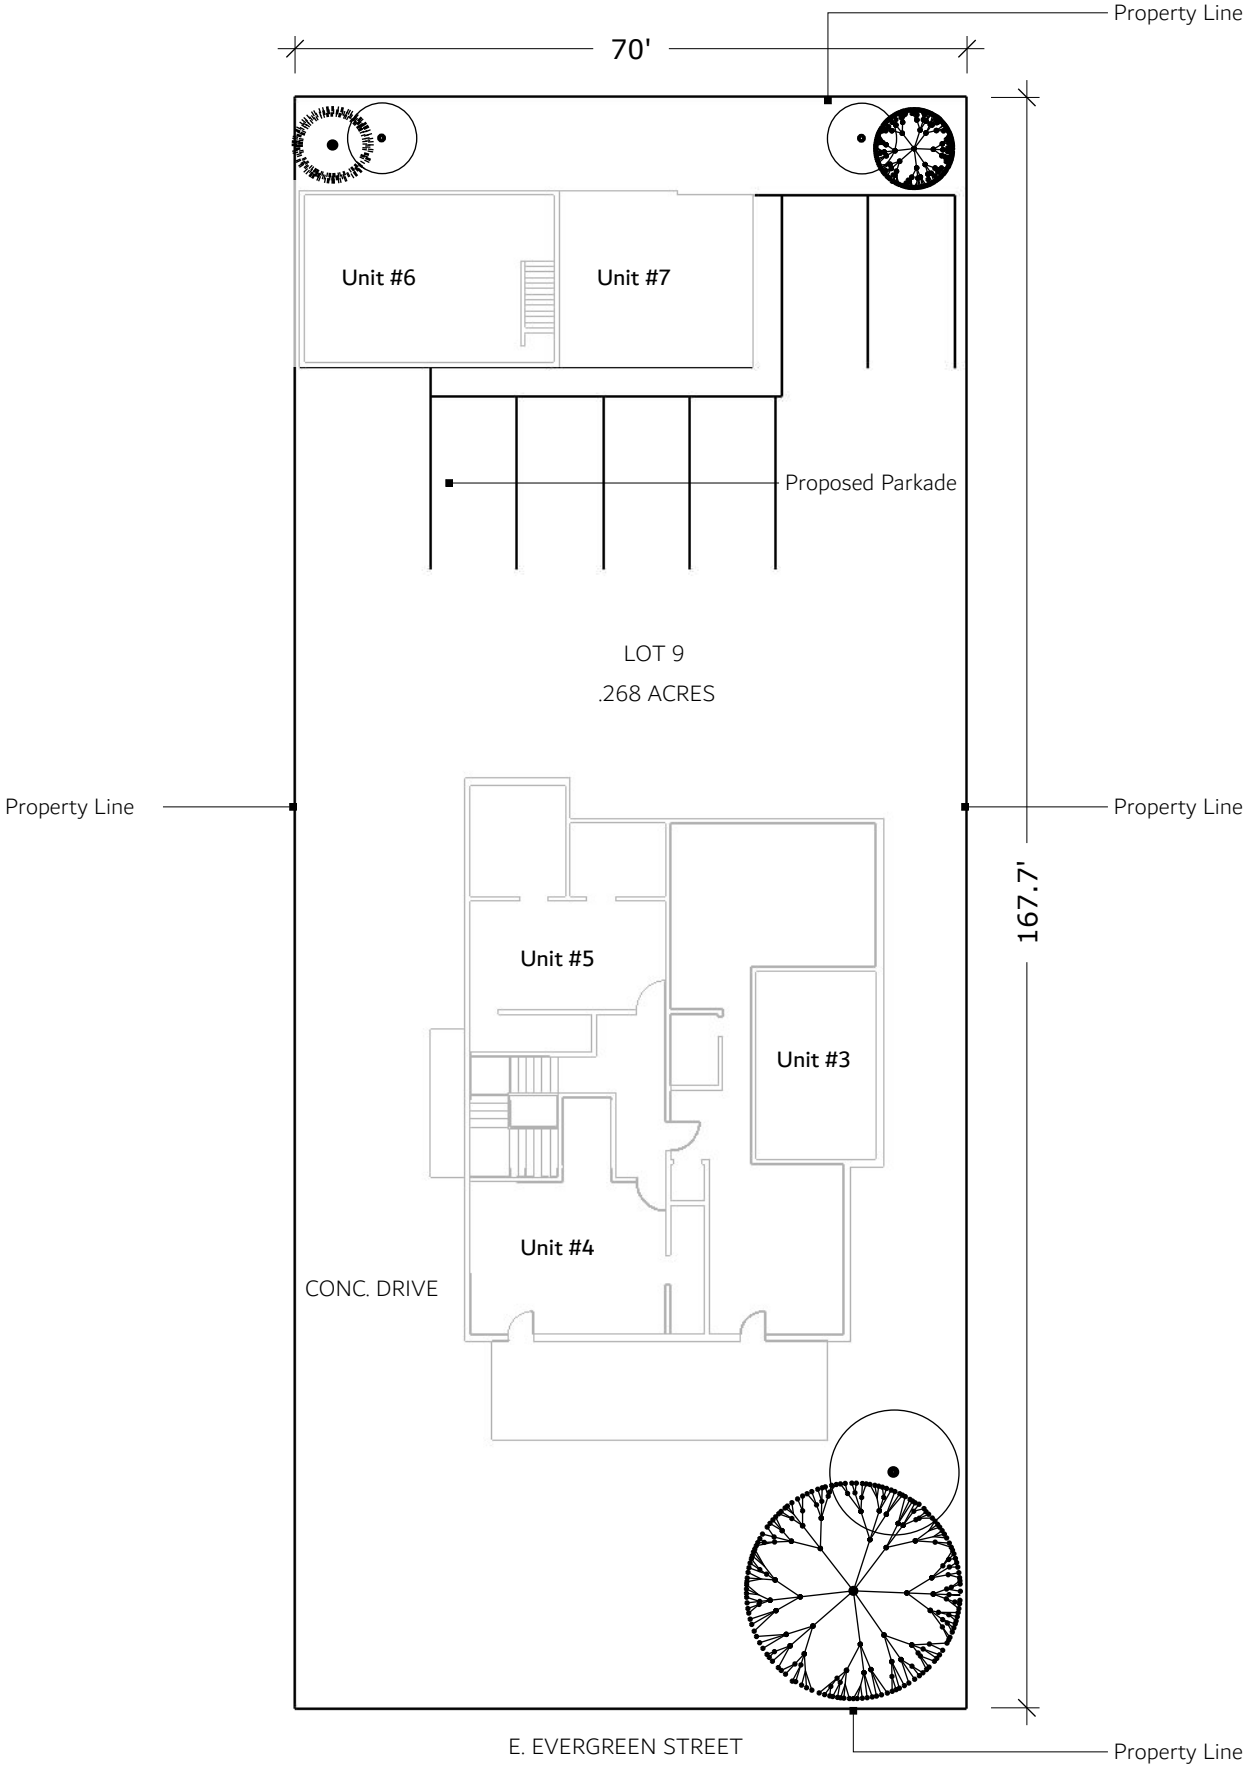 Property Line
70'
Unit #6
Unit #7
Proposed Parkade
LOT 9
.268 ACRES
Property Line
Property Line
167.7'
Unit #5
Unit #3
Unit #4
CONC. DRIVE
E. EVERGREEN STREET
Property Line